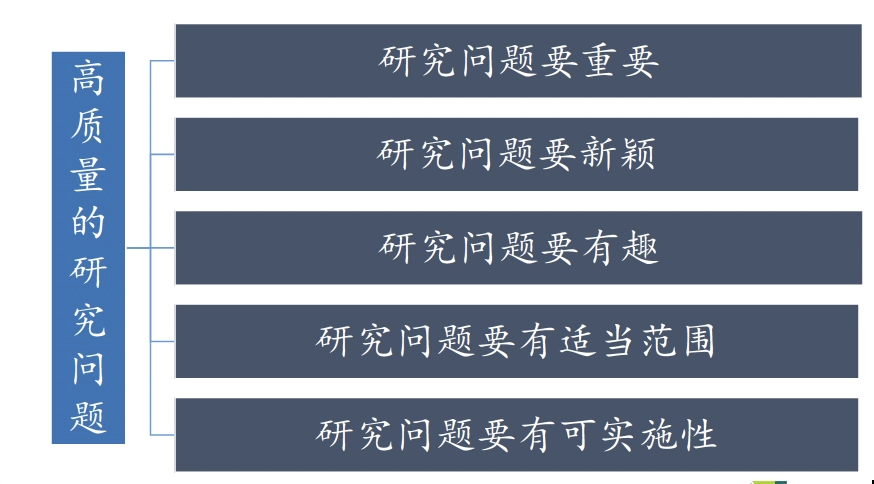 高质量的研究问题
研究问题要重要
研究问题要新颖
研究问题要有趣
研究问题要有适当范围
研究问题要有可实施性